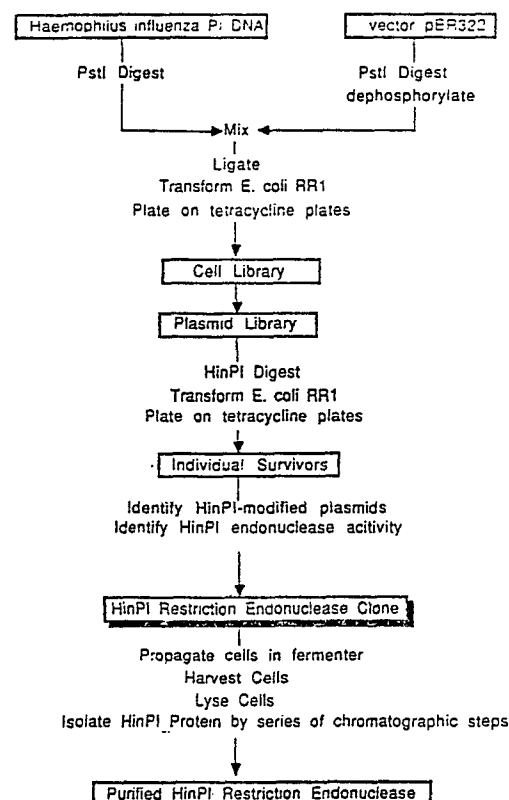 Haemophilus influenza Pi DNA
vector pER322
PstI Digest
PstI Digest
dephosphorylate
Mix
Ligate
Transform E. coli RR1
Plate on tetracycline plates
Cell Library
Plasmid Library
HinPI Digest
Transform E. coli RR1
Plate on tetracycline plates
Individual Survivors
Identify HinPI-modified plasmids
Identify HinPI endonuclease acitivity
HinPI Restriction Endonuclease Clone
Propagate cells in fermenter
Harvest Cells
Lyse Cells
Isolate HinPI Protein by series of chromatographic steps
Purified HinPI Restriction Endonuclease